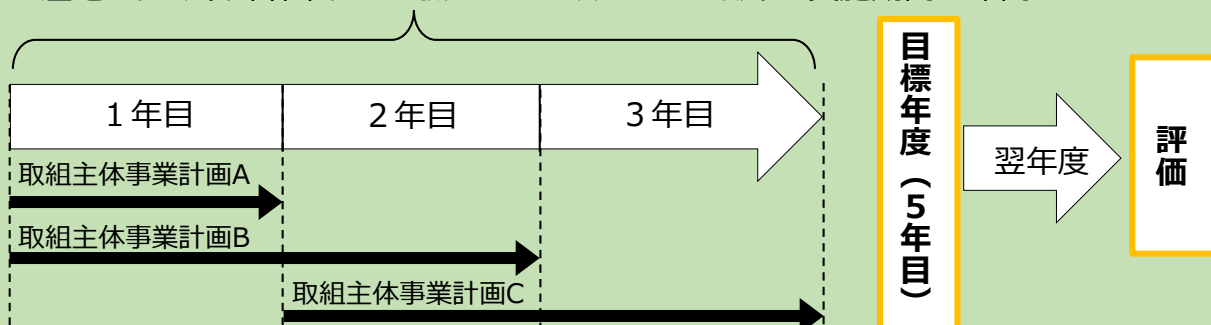 1年目
2年目
3年目
取組主体事業計画A
取組主体事業計画B
取組主体事業計画C
目標年度（5年目）
翌年度
評価